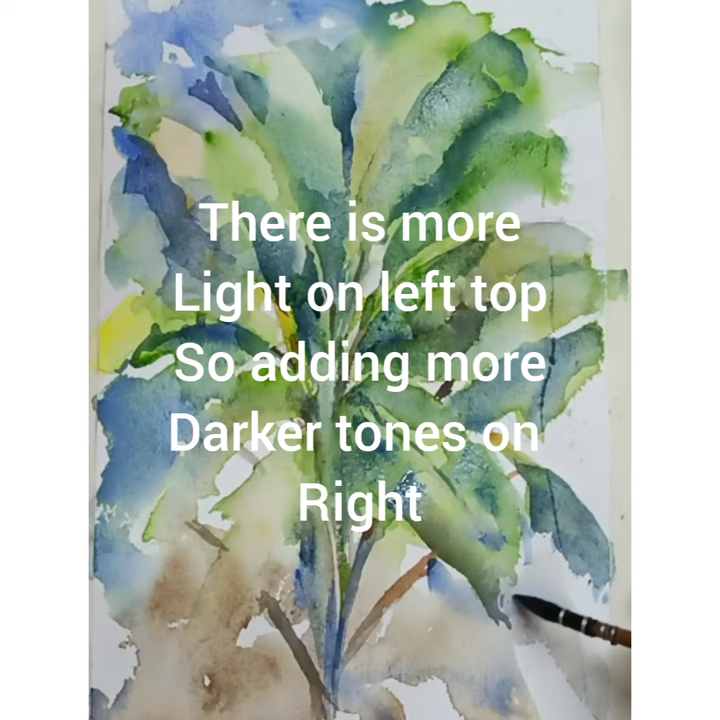 There is more
Light on left top
So adding more
Darker tones on
Right